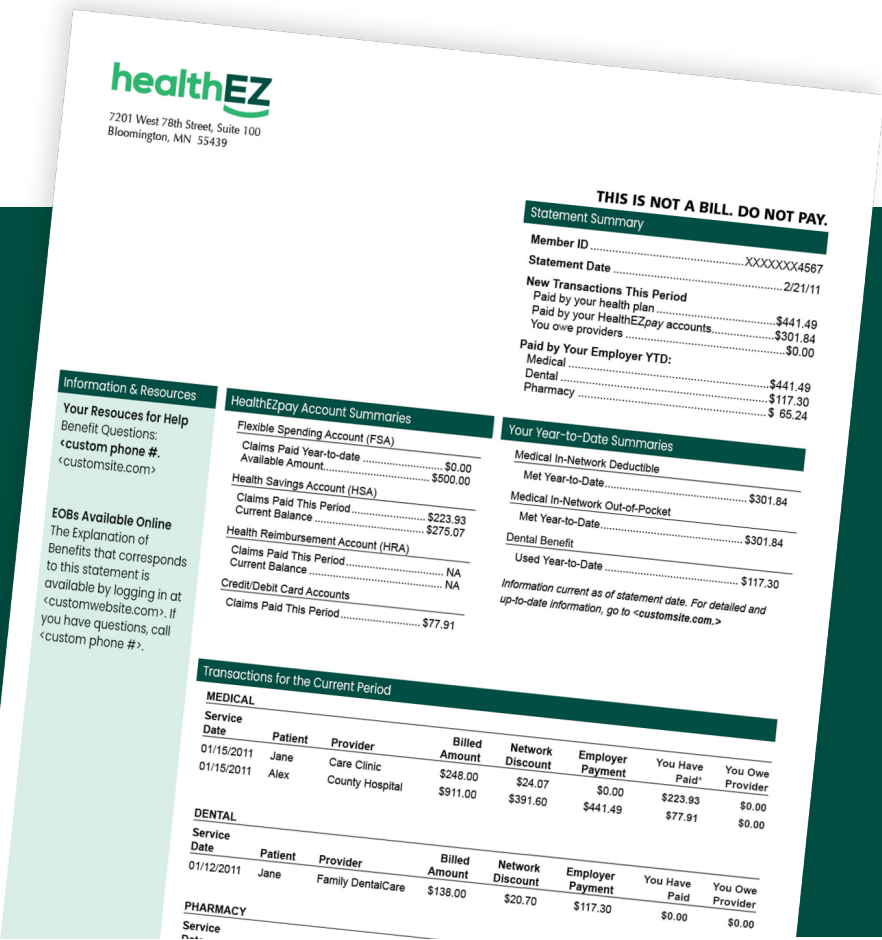 healthEZ
7201 West 78th Street, Suite 100
Bloomington, MN 55439
THIS IS NOT A BILL. DO NOT PAY.
Statement Summary
Member ID ........ XXXXXXX4567
Statement Date ........ 2/21/11
New Transactions This Period
Paid by your health plan ........ $441.49
Paid by your HealthEZpay accounts ........ $301.84
You owe providers ........ $0.00
Paid by Your Employer YTD:
Medical ........ $441.49
Dental ........ $117.30
Pharmacy ........ $ 65.24
Information & Resources
Your Resouces for Help
Benefit Questions:
<custom phone #.
<customsite.com>
EOBs Available Online
The Explanation of
Benefits that corresponds
to this statement is
available by logging in at
<customwebsite.com>. If
you have questions, call
<custom phone #>.
HealthEZpay Account Summaries
Flexible Spending Account (FSA)
Claims Paid Year-to-date ........ $0.00
Available Amount ........ $500.00
Health Savings Account (HSA)
Claims Paid This Period ........ $223.93
Current Balance ........ $275.07
Health Reimbursement Account (HRA)
Claims Paid This Period ........ NA
Current Balance ........ NA
Credit/Debit Card Accounts
Claims Paid This Period ........ $77.91
Your Year-to-Date Summaries
Medical In-Network Deductible
Met Year-to-Date ........ $301.84
Medical In-Network Out-of-Pocket
Met Year-to-Date ........ $301.84
Dental Benefit
Used Year-to-Date ........ $117.30
Information current as of statement date. For detailed and
up-to-date information, go to <customsite.com.>
Transactions for the Current Period
MEDICAL
Service Date Patient Provider Billed Amount Network Discount Employer Payment You Have Paid* You Owe Provider
01/15/2011 Jane Care Clinic $248.00 $24.07 $0.00 $223.93 $0.00
01/15/2011 Alex County Hospital $911.00 $391.60 $441.49 $77.91 $0.00
DENTAL
Service Date Patient Provider Billed Amount Network Discount Employer Payment You Have Paid You Owe Provider
01/12/2011 Jane Family DentalCare $138.00 $20.70 $117.30 $0.00 $0.00
PHARMACY
Service